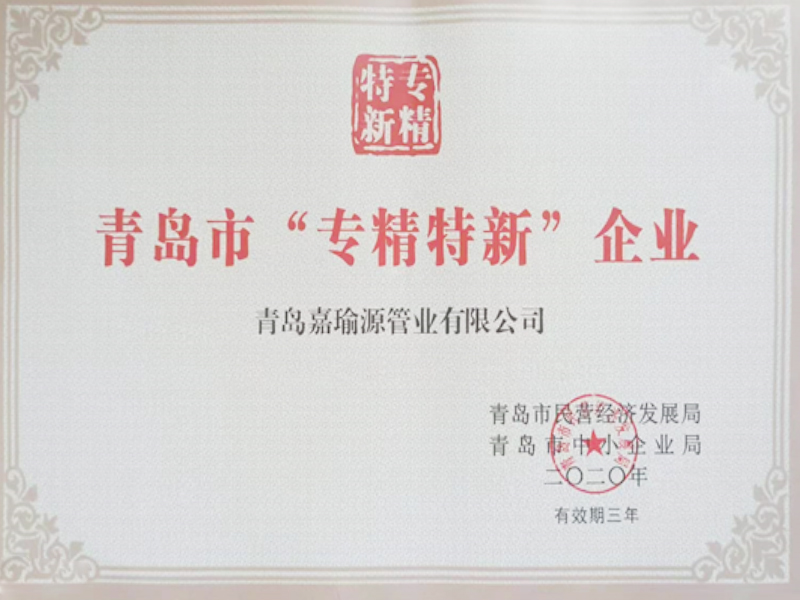 专精
特新
青岛市“专精特新”企业
青岛嘉瑜源管业有限公司
青岛市民营经济发展局
青岛市中小企业局
二〇二〇年
有效期三年